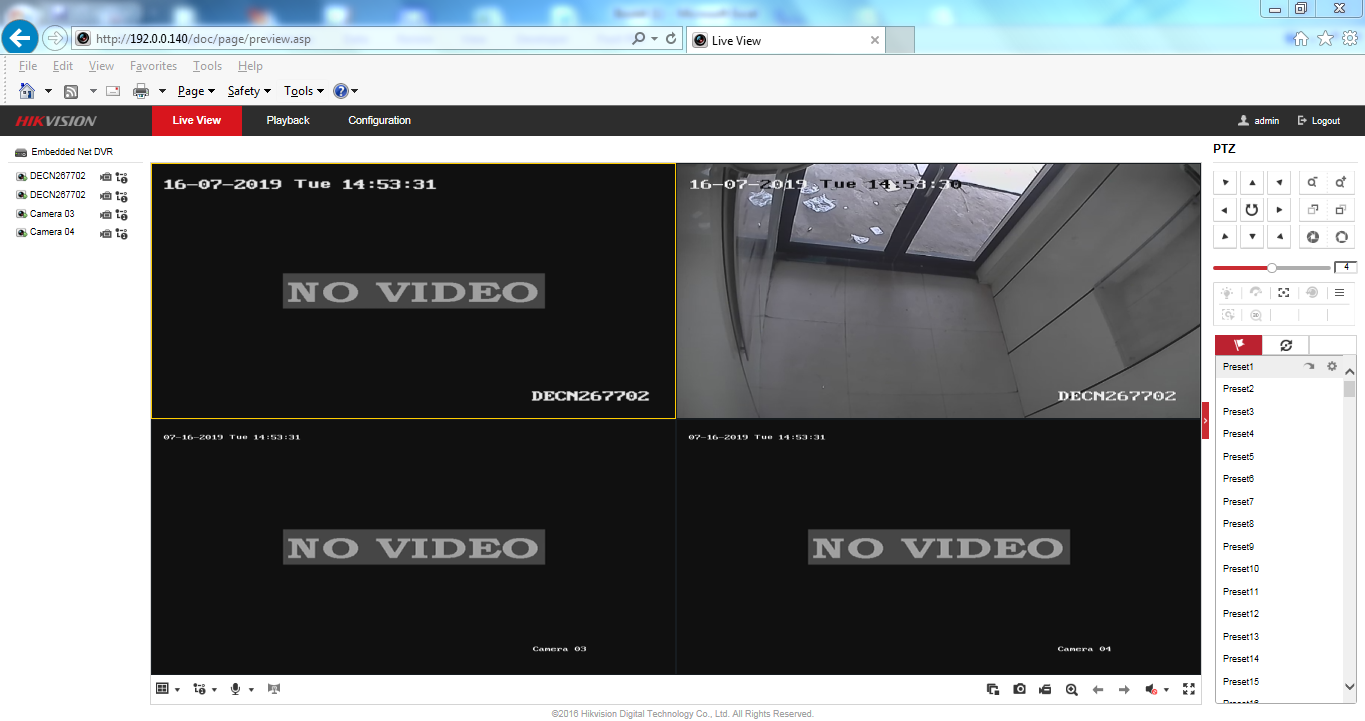 http://192.0.0.140/doc/page/preview.asp
Live View
File Edit View Favorites Tools Help
Page Safety Tools
HIKVISION
Live View Playback Configuration
admin Logout
Embedded Net DVR
DECN267702
DECN267702
Camera 03
Camera 04
16-07-2019 Tue 14:53:31
NO VIDEO
DECN267702
16-07-2019 Tue 14:53:30
DECN267702
07-16-2019 Tue 14:53:31
NO VIDEO
Camera 03
07-16-2019 Tue 14:53:31
NO VIDEO
Camera 04
PTZ
4
3D
Preset1
Preset2
Preset3
Preset4
Preset5
Preset6
Preset7
Preset8
Preset9
Preset10
Preset11
Preset12
Preset13
Preset14
Preset15
©2016 Hikvision Digital Technology Co., Ltd. All Rights Reserved.